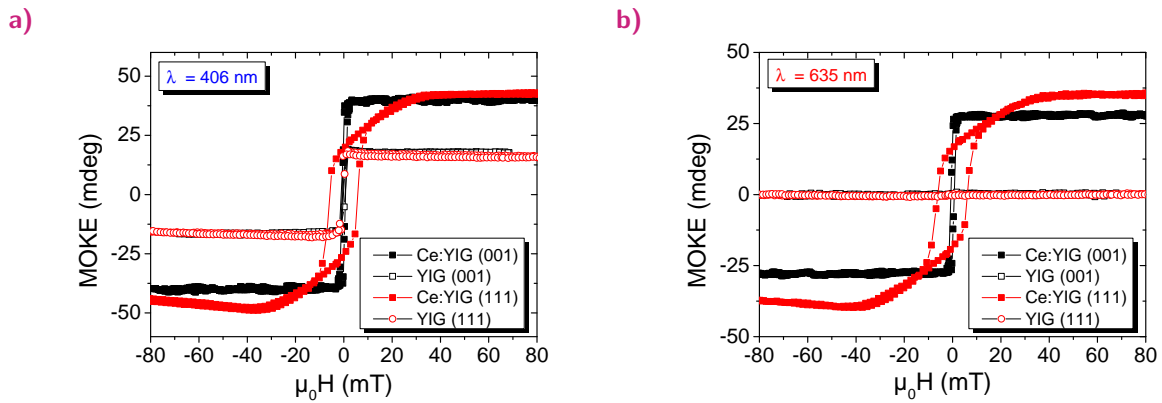 a)
λ = 406 nm
MOKE (mdeg)
50
25
0
-25
-50
Ce:YIG (001)
YIG (001)
Ce:YIG (111)
YIG (111)
-80 -60 -40 -20 0 20 40 60 80
μ₀H (mT)
b)
λ = 635 nm
MOKE (mdeg)
50
25
0
-25
-50
Ce:YIG (001)
YIG (001)
Ce:YIG (111)
YIG (111)
-80 -60 -40 -20 0 20 40 60 80
μ₀H (mT)